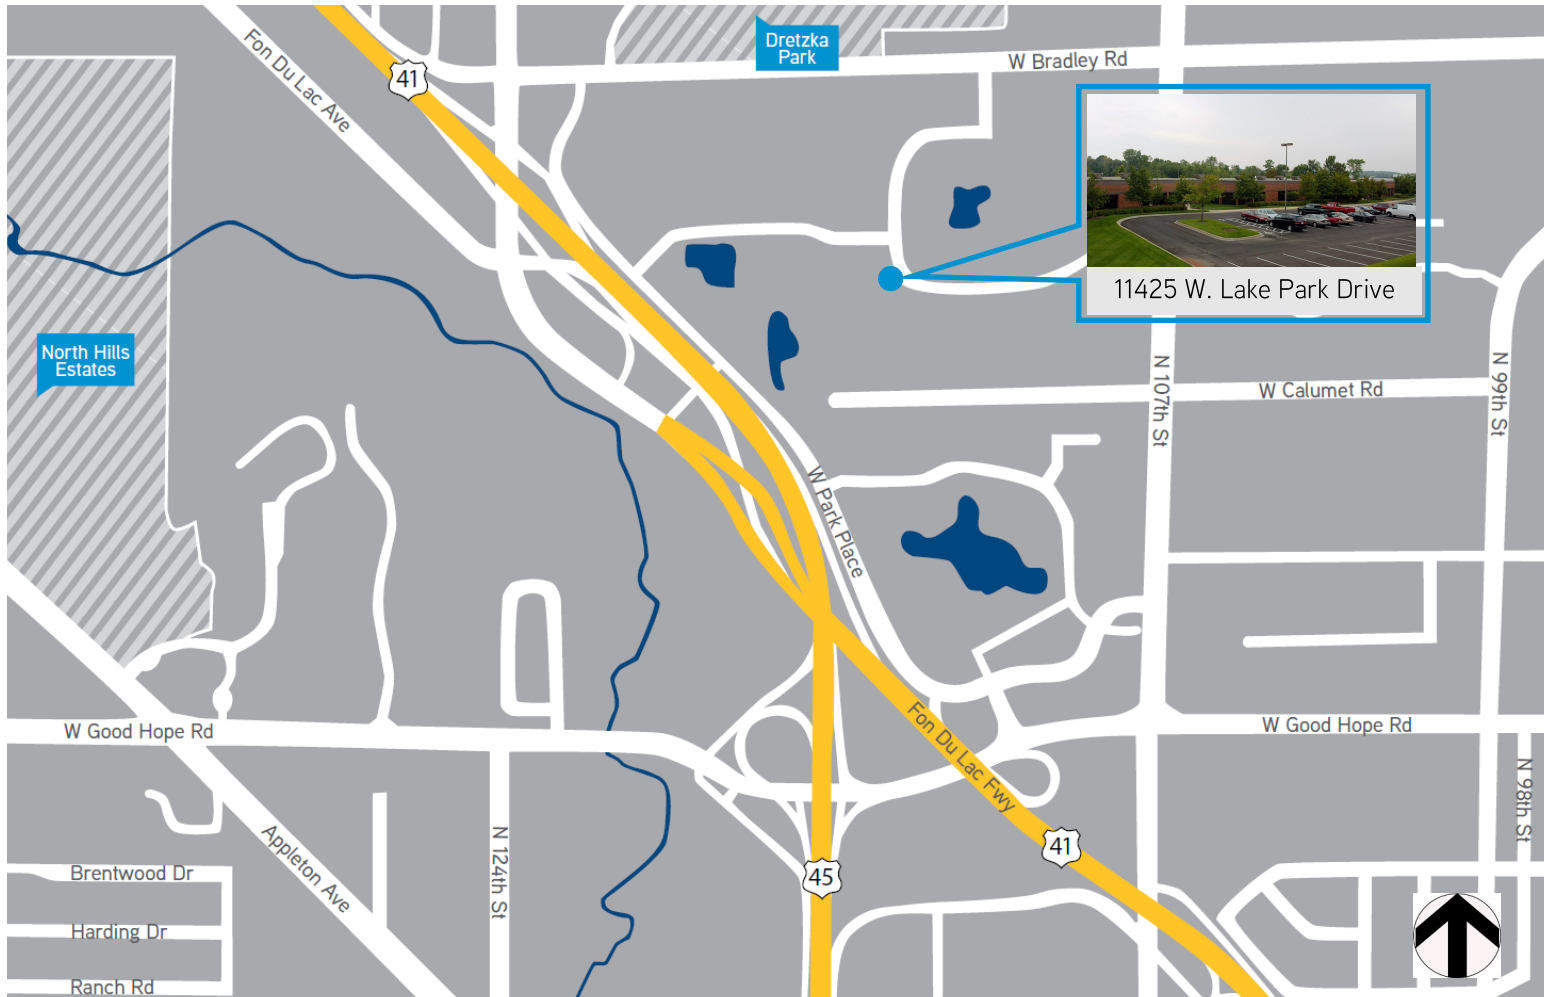 Dretzka
Park
W Bradley Rd
Fon Du Lac Ave
41
11425 W. Lake Park Drive
North Hills
Estates
N 107th St
W Calumet Rd
N 99th St
W Park Place
W Good Hope Rd
W Good Hope Rd
Fon Du Lac Fwy
N 98th St
Appleton Ave
N 124th St
41
45
Brentwood Dr
Harding Dr
Ranch Rd